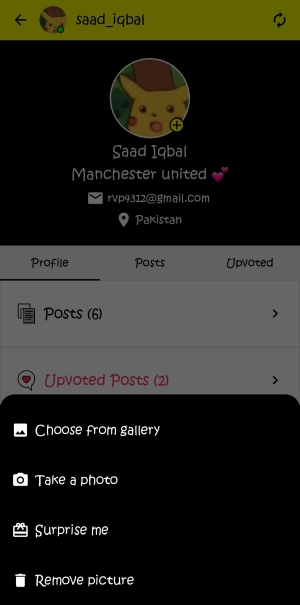 saad_iqbal
Saad Iqbal
Manchester united 💕
rvp4312@gmail.com
Pakistan
Profile Posts Upvoted
Posts (6)
Upvoted Posts (2)
Choose from gallery
Take a photo
Surprise me
Remove picture